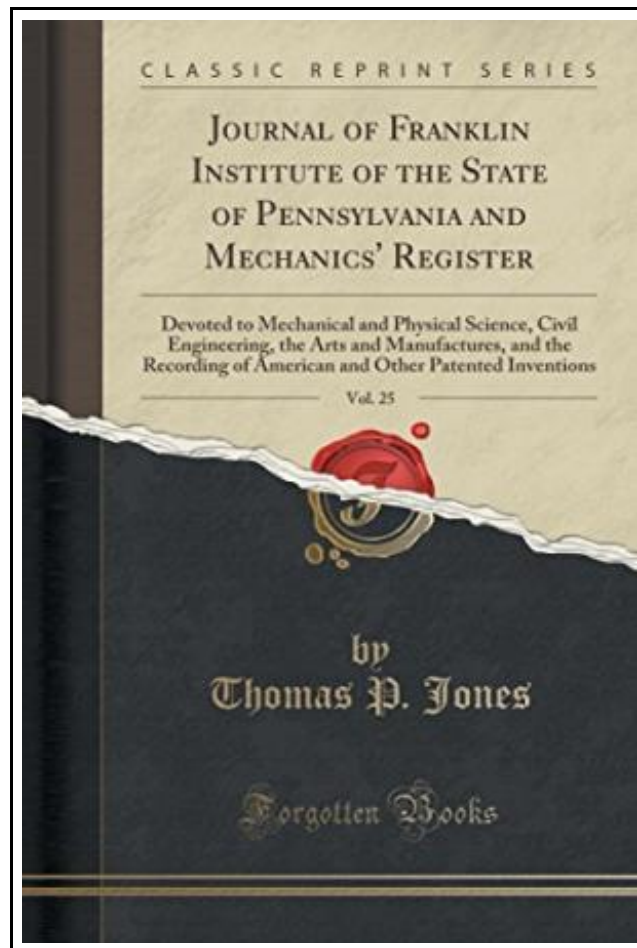 CLASSIC REPRINT SERIES
JOURNAL OF FRANKLIN
INSTITUTE OF THE STATE
OF PENNSYLVANIA AND
MECHANICS' REGISTER
Devoted to Mechanical and Physical Science, Civil
Engineering, the Arts and Manufactures, and the
Recording of American and Other Patented Inventions
Vol. 25
by
Thomas P. Jones
Forgotten Books